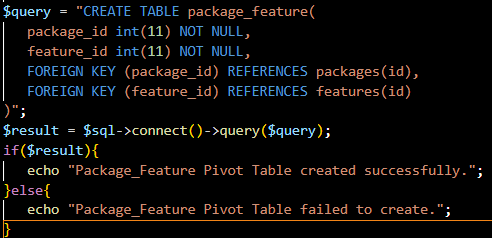 $query = "CREATE TABLE package_feature(
package_id int(11) NOT NULL,
feature_id int(11) NOT NULL,
FOREIGN KEY (package_id) REFERENCES packages(id),
FOREIGN KEY (feature_id) REFERENCES features(id)
)";
$result = $sql->connect()->query($query);
if($result){
echo "Package_Feature Pivot Table created successfully.";
}else{
echo "Package_Feature Pivot Table failed to create.";
}